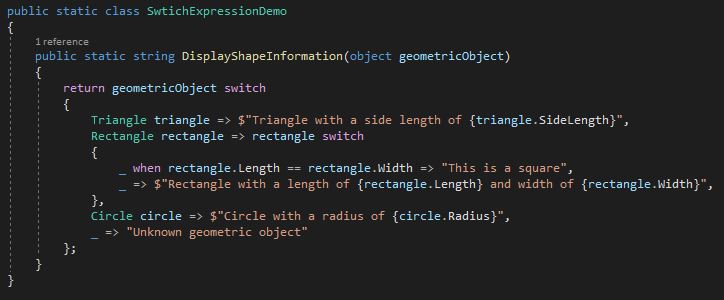 public static class SwtichExpressionDemo
{
1 reference
public static string DisplayShapeInformation(object geometricObject)
{
return geometricObject switch
{
Triangle triangle => $"Triangle with a side length of {triangle.SideLength}",
Rectangle rectangle => rectangle switch
{
_ when rectangle.Length == rectangle.Width => "This is a square",
_ => $"Rectangle with a length of {rectangle.Length} and width of {rectangle.Width}",
},
Circle circle => $"Circle with a radius of {circle.Radius}",
_ => "Unknown geometric object"
};
}
}